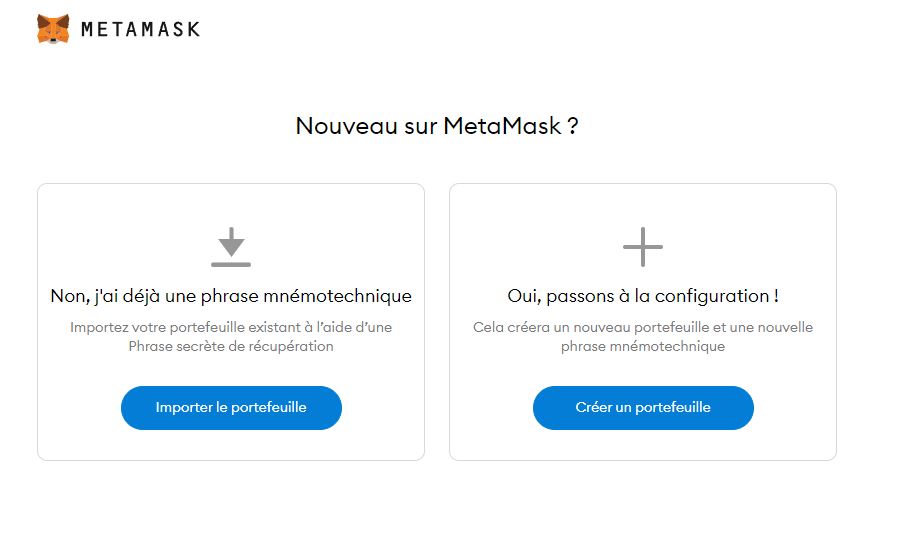 METAMASK
Nouveau sur MetaMask ?
Non, j'ai déjà une phrase mnémotechnique
Importez votre portefeuille existant à l’aide d’une
Phrase secrète de récupération
Importer le portefeuille
Oui, passons à la configuration !
Cela créera un nouveau portefeuille et une nouvelle
phrase mnémotechnique
Créer un portefeuille